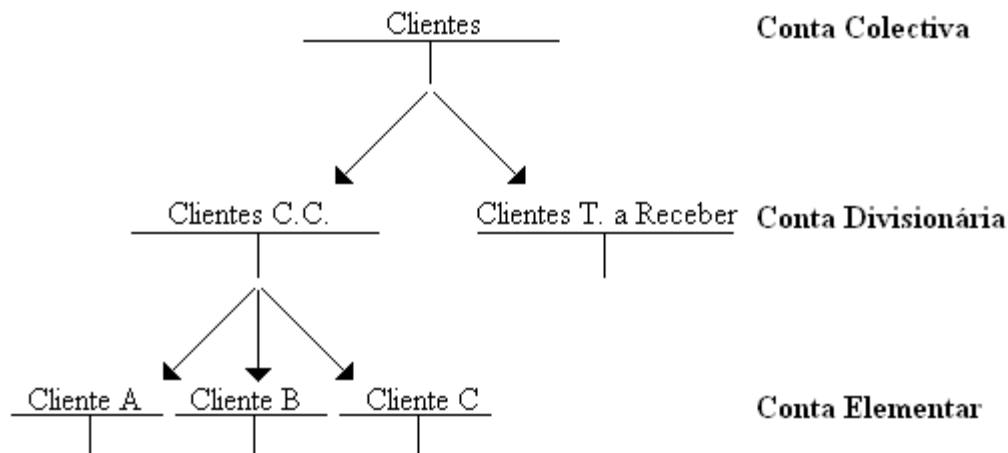 Clientes Conta Colectiva
Clientes C.C. Clientes T. a Receber Conta Divisionária
Cliente A Cliente B Cliente C Conta Elementar